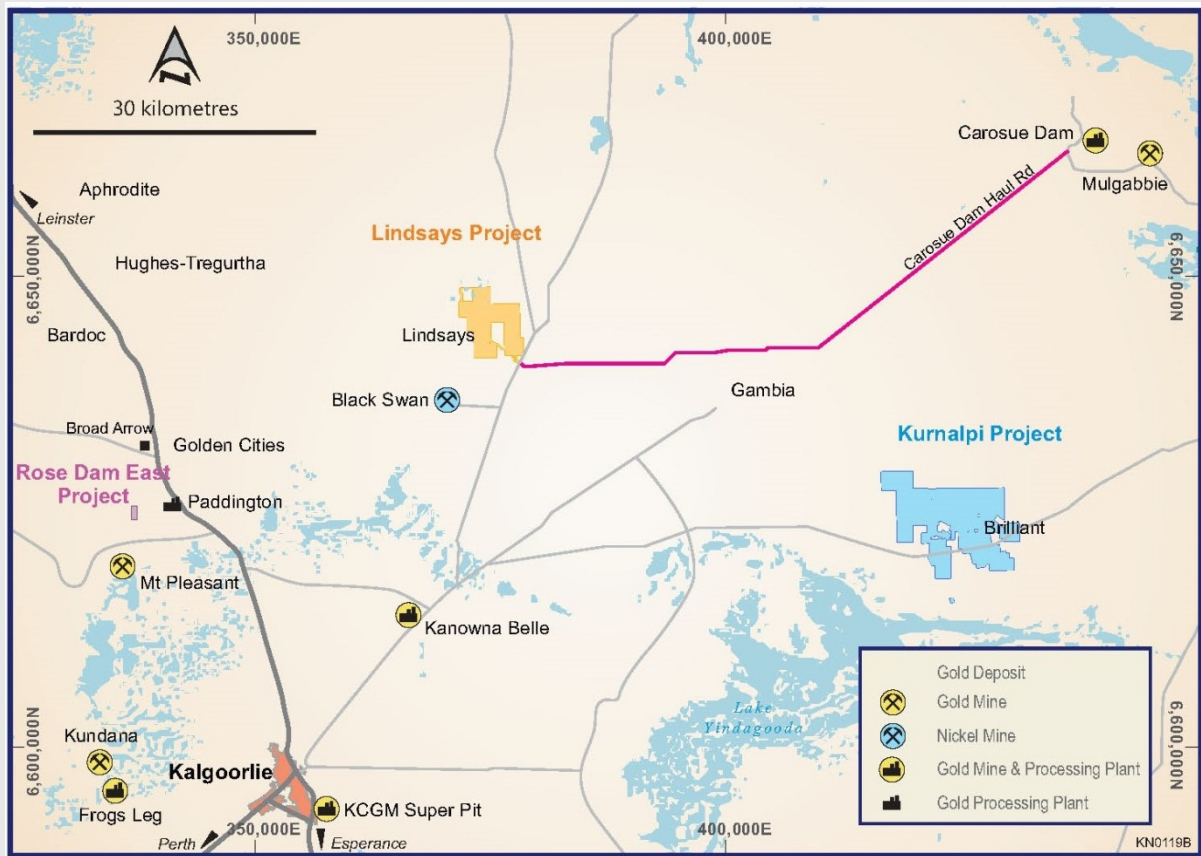 350,000E
400,000E
N
30 kilometres
Carosue Dam
Mulgabbie
Carosue Dam Haul Rd
Aphrodite
Leinster
Lindsays Project
Hughes-Tregurtha
6,650,000N
6,650,000N
Bardoc
Lindsays
Black Swan
Gambia
Broad Arrow
Golden Cities
Kurnalpi Project
Rose Dam East
Project
Paddington
Brilliant
Mt Pleasant
Kanowna Belle
Lake
Yindagooda
Gold Deposit
Gold Mine
Nickel Mine
Gold Mine & Processing Plant
Gold Processing Plant
6,600,000N
6,600,000N
Kundana
Kalgoorlie
Frogs Leg
KCGM Super Pit
350,000E
400,000E
Perth
Esperance
KN0119B